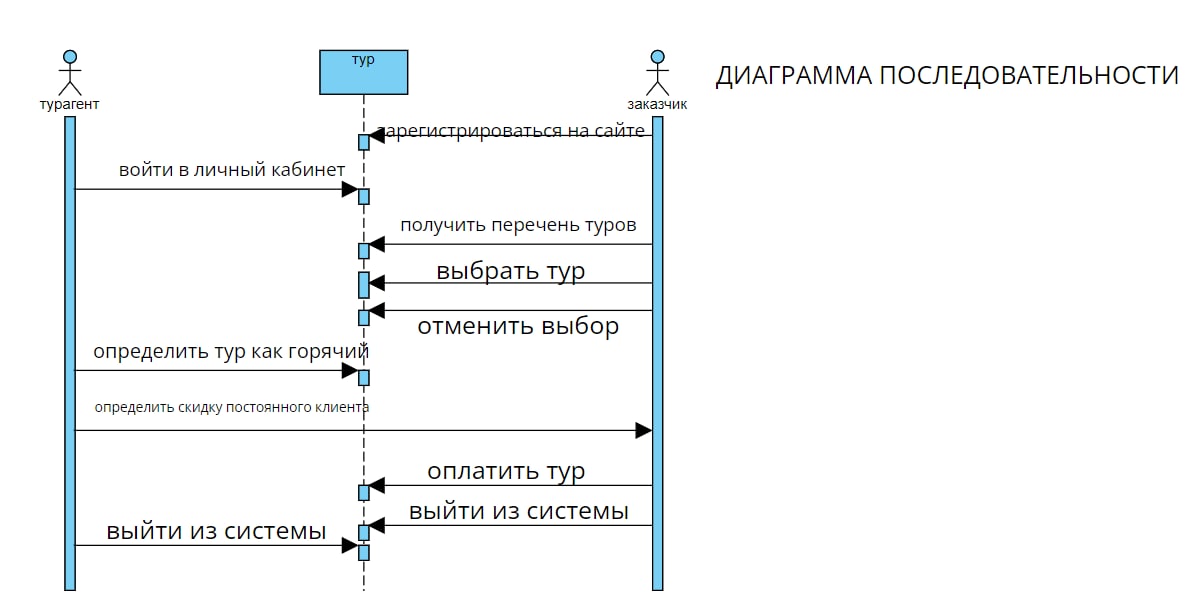 тур
ДИАГРАММА ПОСЛЕДОВАТЕЛЬНОСТИ
турагент
заказчик
зарегистрироваться на сайте
войти в личный кабинет
получить перечень туров
выбрать тур
отменить выбор
определить тур как горячий
определить скидку постоянного клиента
оплатить тур
выйти из системы
выйти из системы